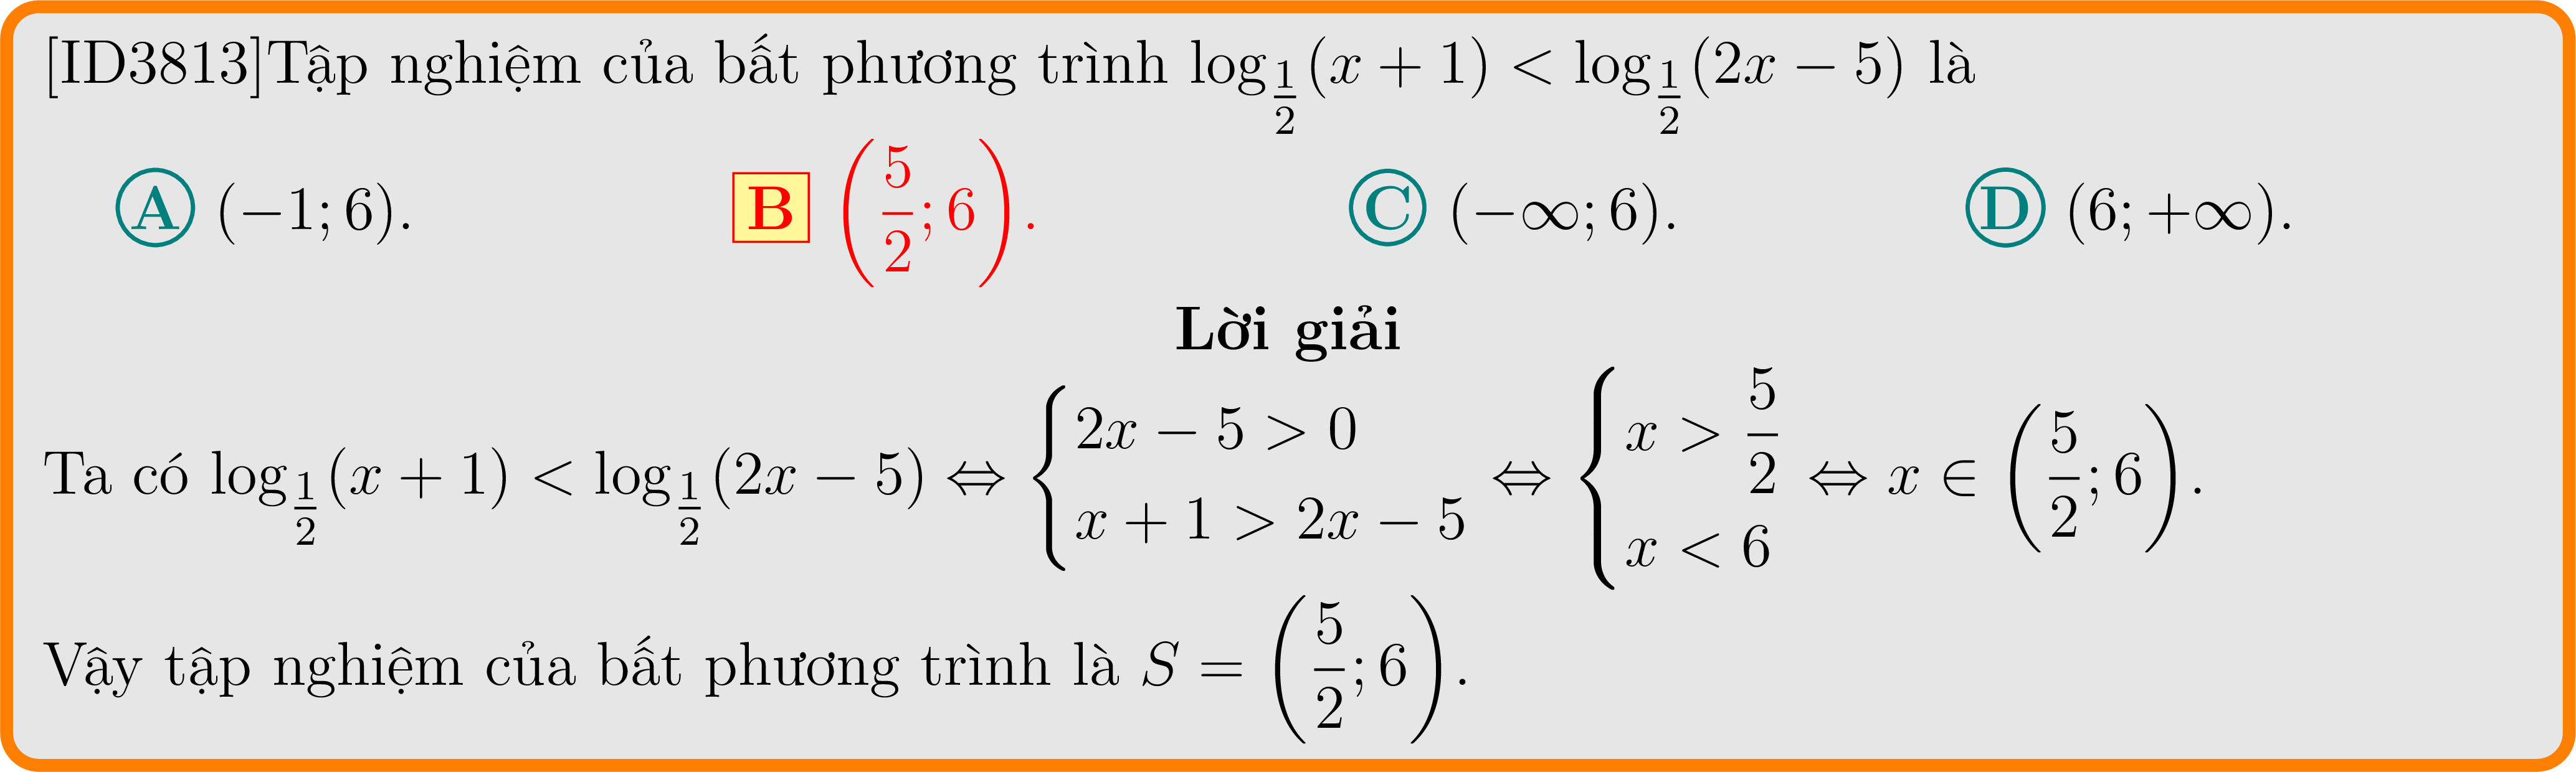 [ID3813]Tập nghiệm của bất phương trình $\log_{\frac{1}{2}}(x+1) < \log_{\frac{1}{2}}(2x-5)$ là
A $(-1;6)$. B $\left(\dfrac{5}{2};6\right)$. C $(-\infty;6)$. D $(6;+\infty)$.
Lời giải
Ta có $\log_{\frac{1}{2}}(x+1) < \log_{\frac{1}{2}}(2x-5) \Leftrightarrow \begin{cases} 2x-5>0 \\ x+1>2x-5 \end{cases} \Leftrightarrow \begin{cases} x>\dfrac{5}{2} \\ x<6 \end{cases} \Leftrightarrow x \in \left(\dfrac{5}{2};6\right)$.
Vậy tập nghiệm của bất phương trình là $S = \left(\dfrac{5}{2};6\right)$.